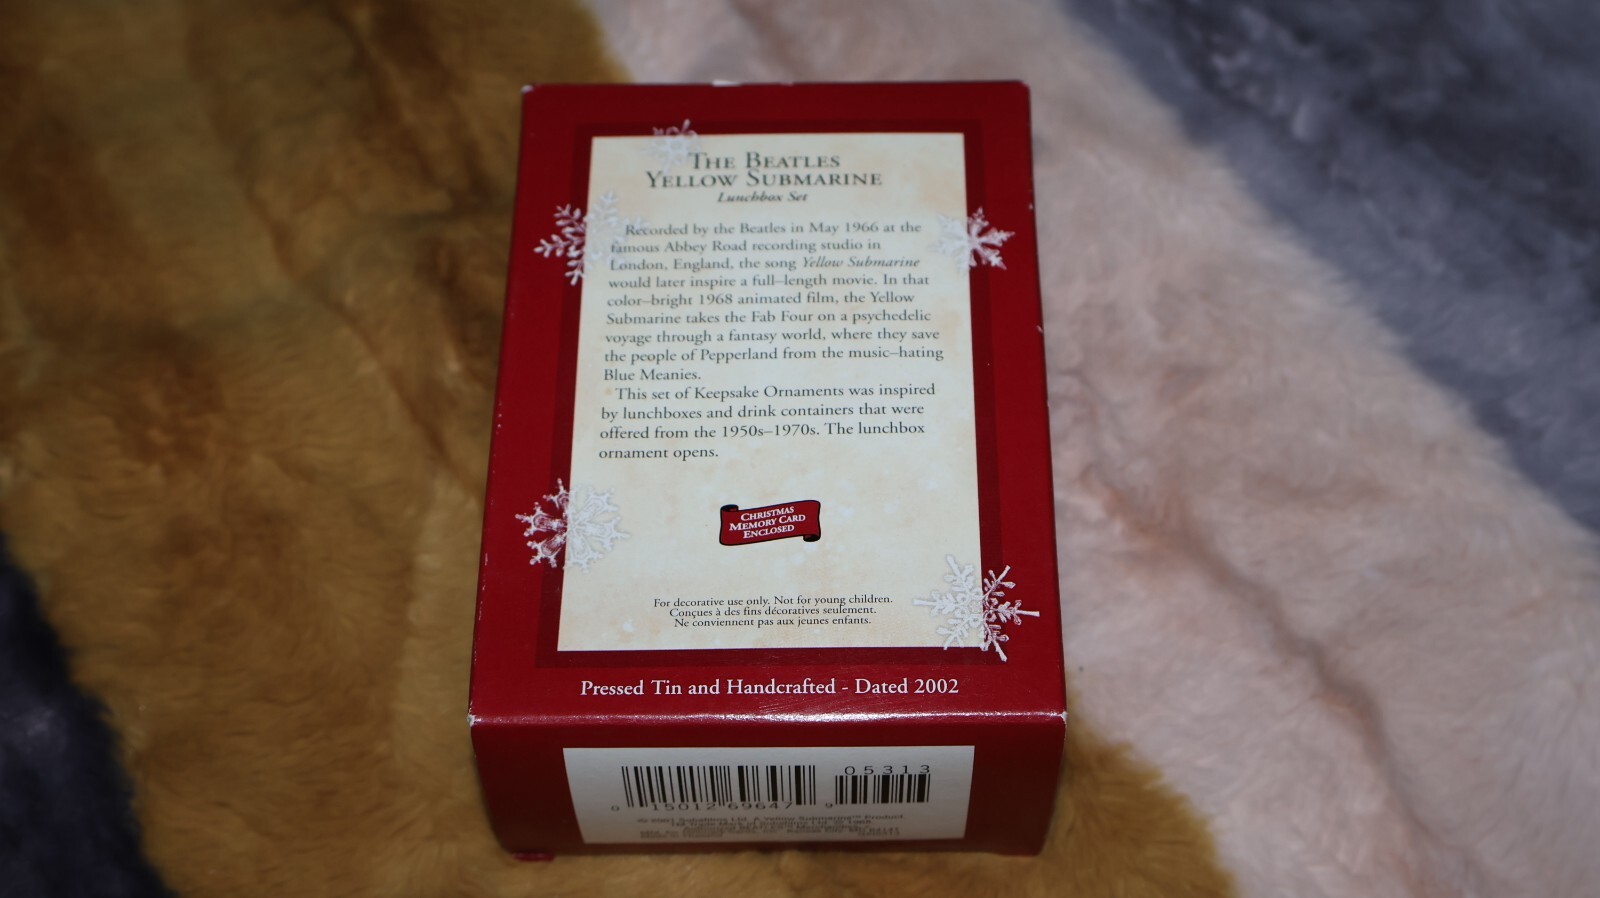 THE BEATLES
YELLOW SUBMARINE
Lunchbox Set
Recorded by the Beatles in May 1966 at the
famous Abbey Road recording studio in
London, England, the song Yellow Submarine
would later inspire a full-length movie. In that
color-bright 1968 animated film, the Yellow
Submarine takes the Fab Four on a psychedelic
voyage through a fantasy world, where they save
the people of Pepperland from the music-hating
Blue Meanies.
This set of Keepsake Ornaments was inspired
by lunchboxes and drink containers that were
offered from the 1950s-1970s. The lunchbox
ornament opens.
CHRISTMAS
MEMORY CARD
ENCLOSED
For decorative use only. Not for young children.
Conçues à des fins décoratives seulement.
Ne conviennent pas aux jeunes enfants.
Pressed Tin and Handcrafted - Dated 2002
05313
0 15012 69647 9
© 2001 Subafilms Ltd. A Yellow Submarine™ Product